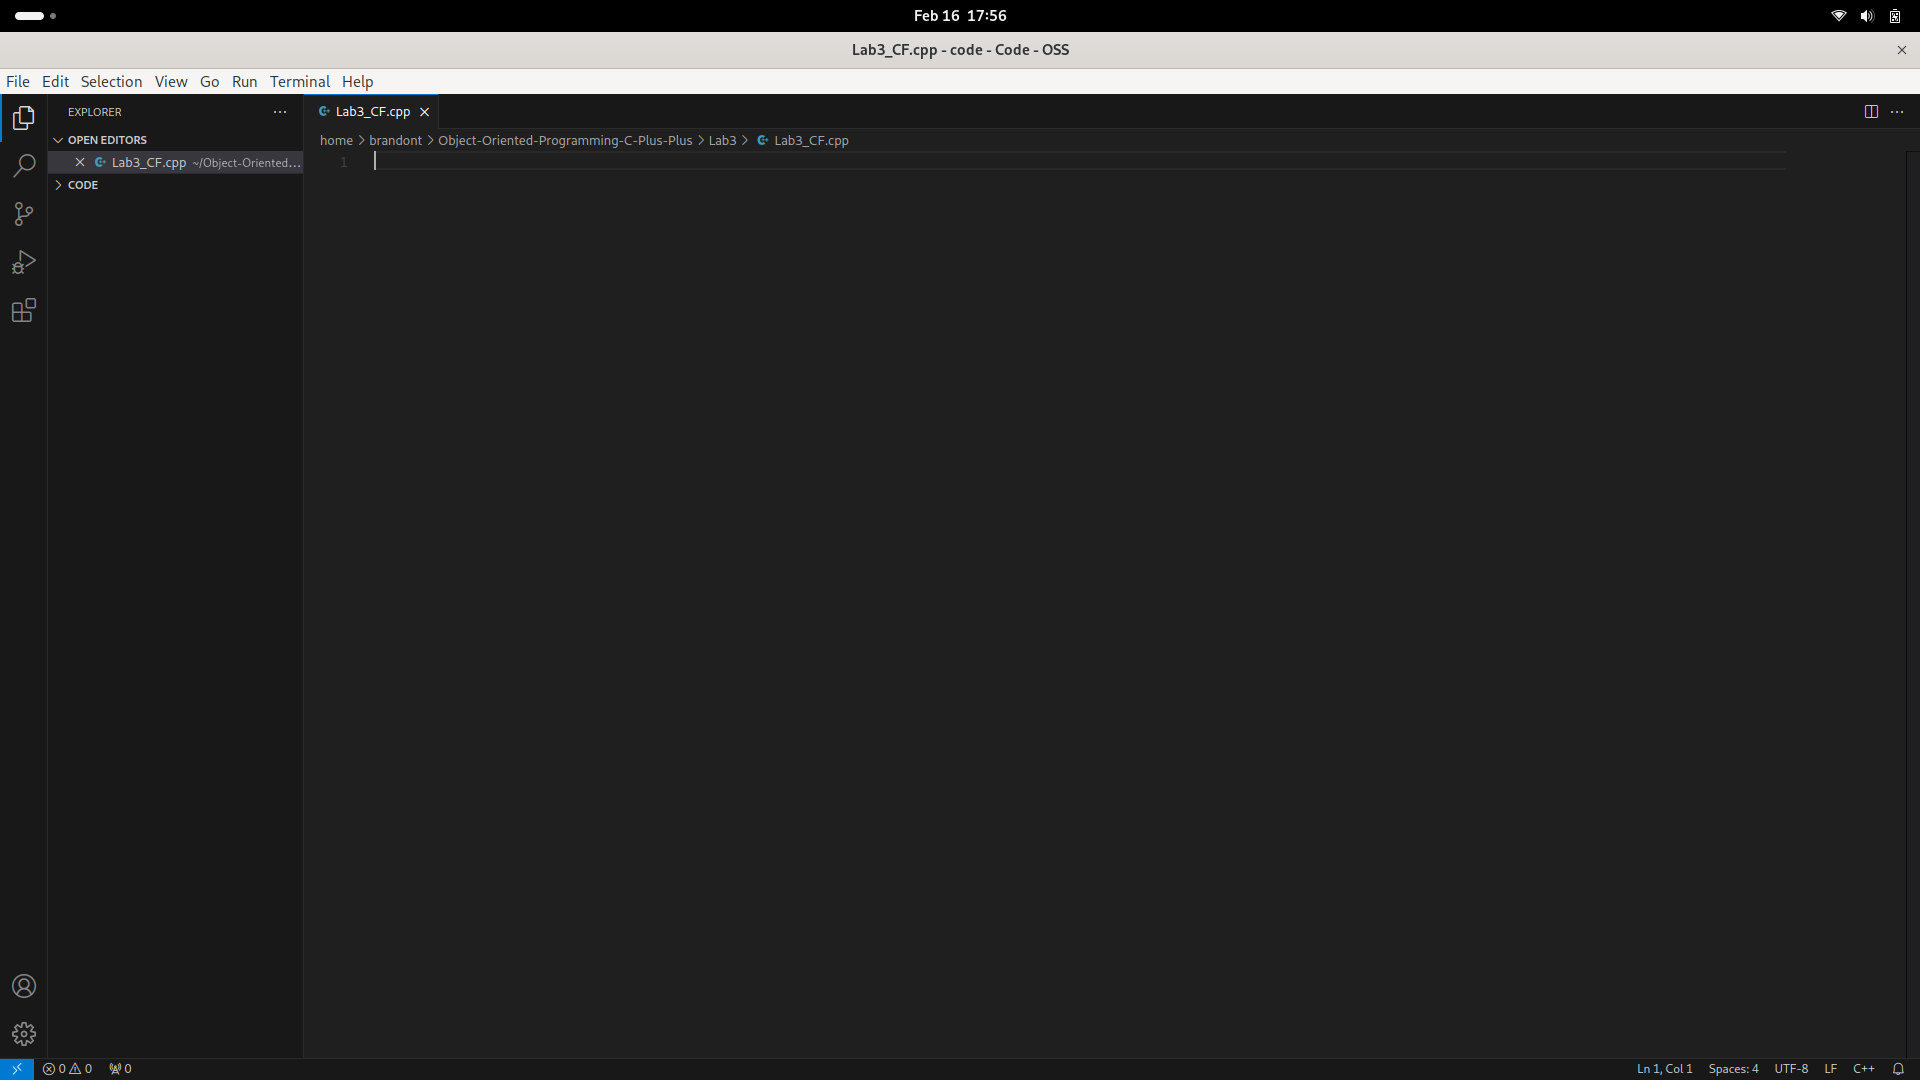 Feb 16 17:56
Lab3_CF.cpp - code - Code - OSS
File Edit Selection View Go Run Terminal Help
EXPLORER
Lab3_CF.cpp
OPEN EDITORS
home > brandont > Object-Oriented-Programming-C-Plus-Plus > Lab3 > Lab3_CF.cpp
Lab3_CF.cpp ~/Object-Oriented...
1
CODE
0 0 0
Ln 1, Col 1 Spaces: 4 UTF-8 LF C++